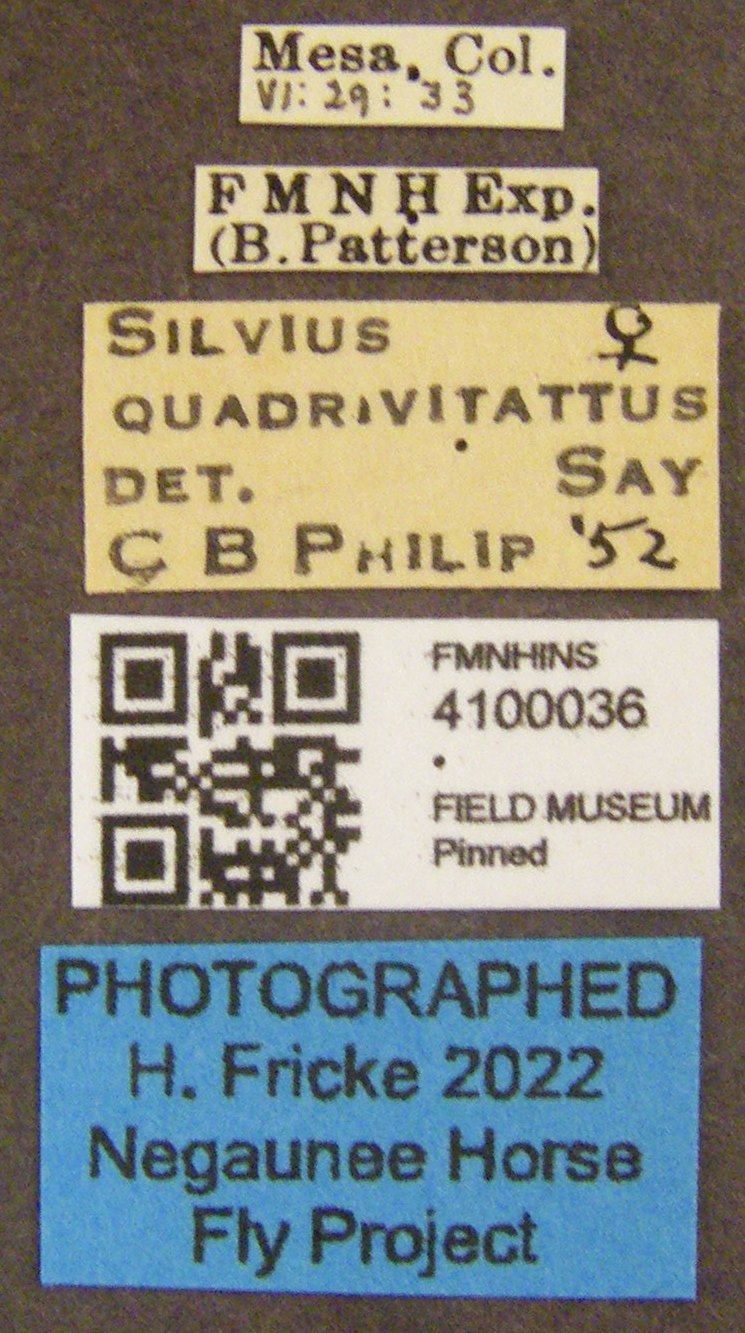 Mesa, Col.
VI: 29: 33
F M N H Exp.
(B. Patterson)
SILVIUS ♀
QUADRIVITATTUS
DET. SAY
C B PHILIP '52
FMNHINS
4100036
FIELD MUSEUM
Pinned
PHOTOGRAPHED
H. Fricke 2022
Negaunee Horse
Fly Project